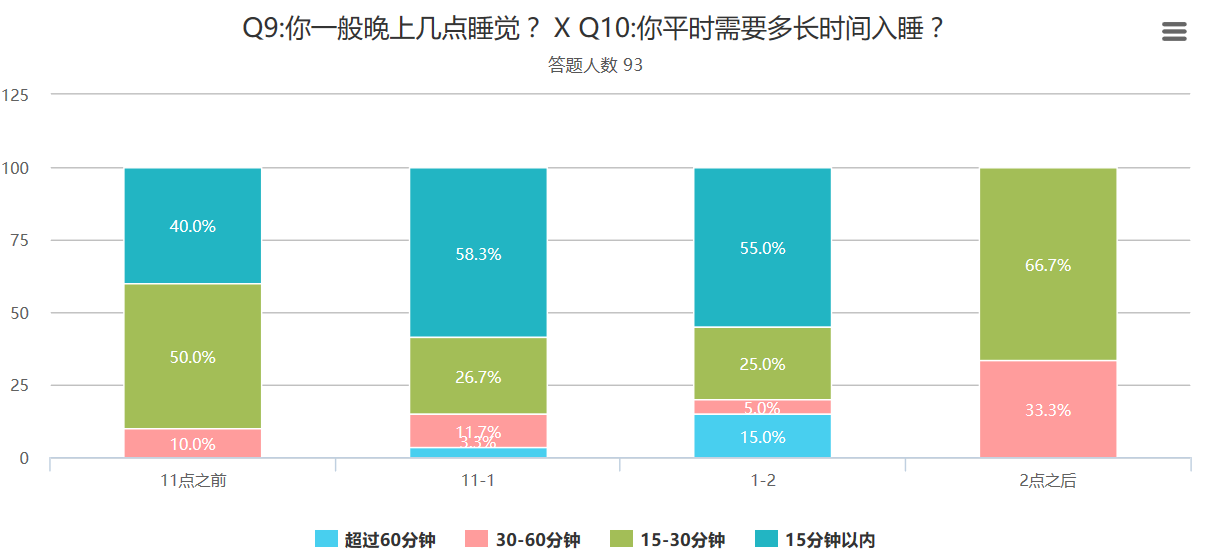 Q9:你一般晚上几点睡觉？ X Q10:你平时需要多长时间入睡？
答题人数 93
125
100
75
50
25
0
40.0%
50.0%
10.0%
58.3%
26.7%
11.7%
3.3%
55.0%
25.0%
5.0%
15.0%
66.7%
33.3%
11点之前
11-1
1-2
2点之后
超过60分钟
30-60分钟
15-30分钟
15分钟以内